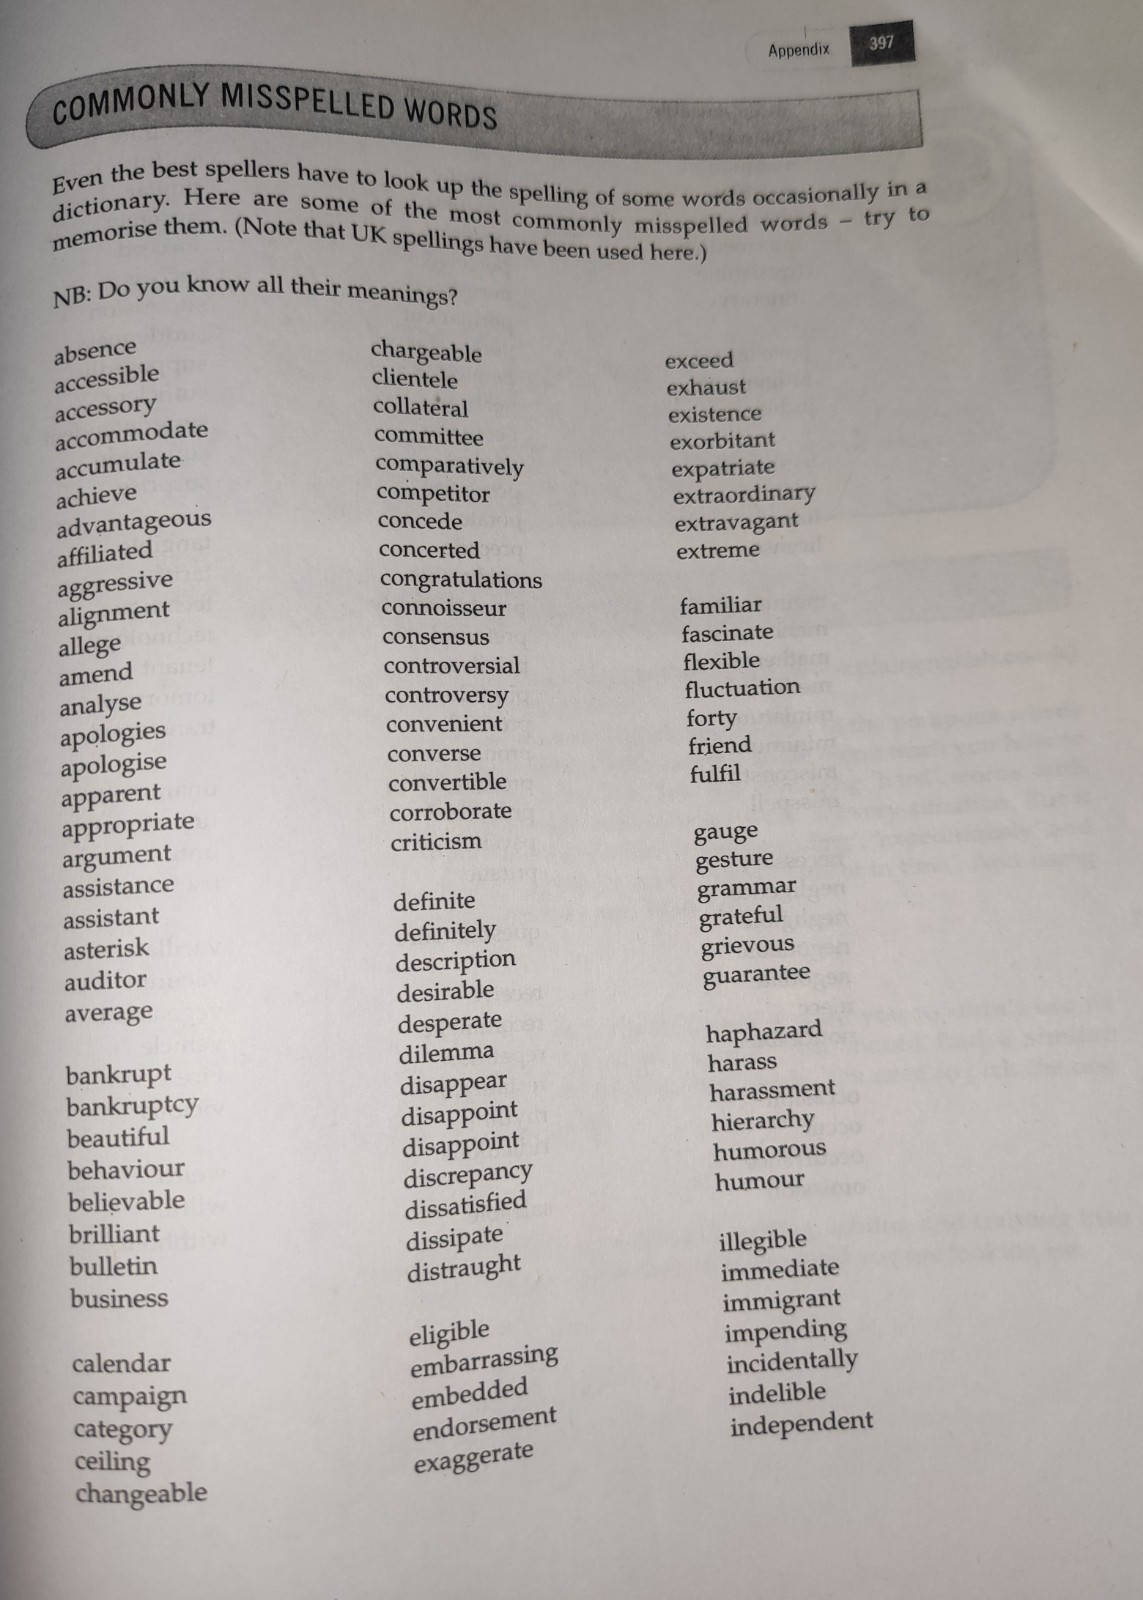 Appendix 397
COMMONLY MISSPELLED WORDS
Even the best spellers have to look up the spelling of some words occasionally in a
dictionary. Here are some of the most commonly misspelled words – try to
memorise them. (Note that UK spellings have been used here.)
NB: Do you know all their meanings?
absence
accessible
accessory
accommodate
accumulate
achieve
advantageous
affiliated
aggressive
alignment
allege
amend
analyse
apologies
apologise
apparent
appropriate
argument
assistance
assistant
asterisk
auditor
average
bankrupt
bankruptcy
beautiful
behaviour
believable
brilliant
bulletin
business
calendar
campaign
category
ceiling
changeable
chargeable
clientele
collateral
committee
comparatively
competitor
concede
concerted
congratulations
connoisseur
consensus
controversial
controversy
convenient
converse
convertible
corroborate
criticism
definite
definitely
description
desirable
desperate
dilemma
disappear
disappoint
disappoint
discrepancy
dissatisfied
dissipate
distraught
eligible
embarrassing
embedded
endorsement
exaggerate
exceed
exhaust
existence
exorbitant
expatriate
extraordinary
extravagant
extreme
familiar
fascinate
flexible
fluctuation
forty
friend
fulfil
gauge
gesture
grammar
grateful
grievous
guarantee
haphazard
harass
harassment
hierarchy
humorous
humour
illegible
immediate
immigrant
impending
incidentally
indelible
independent